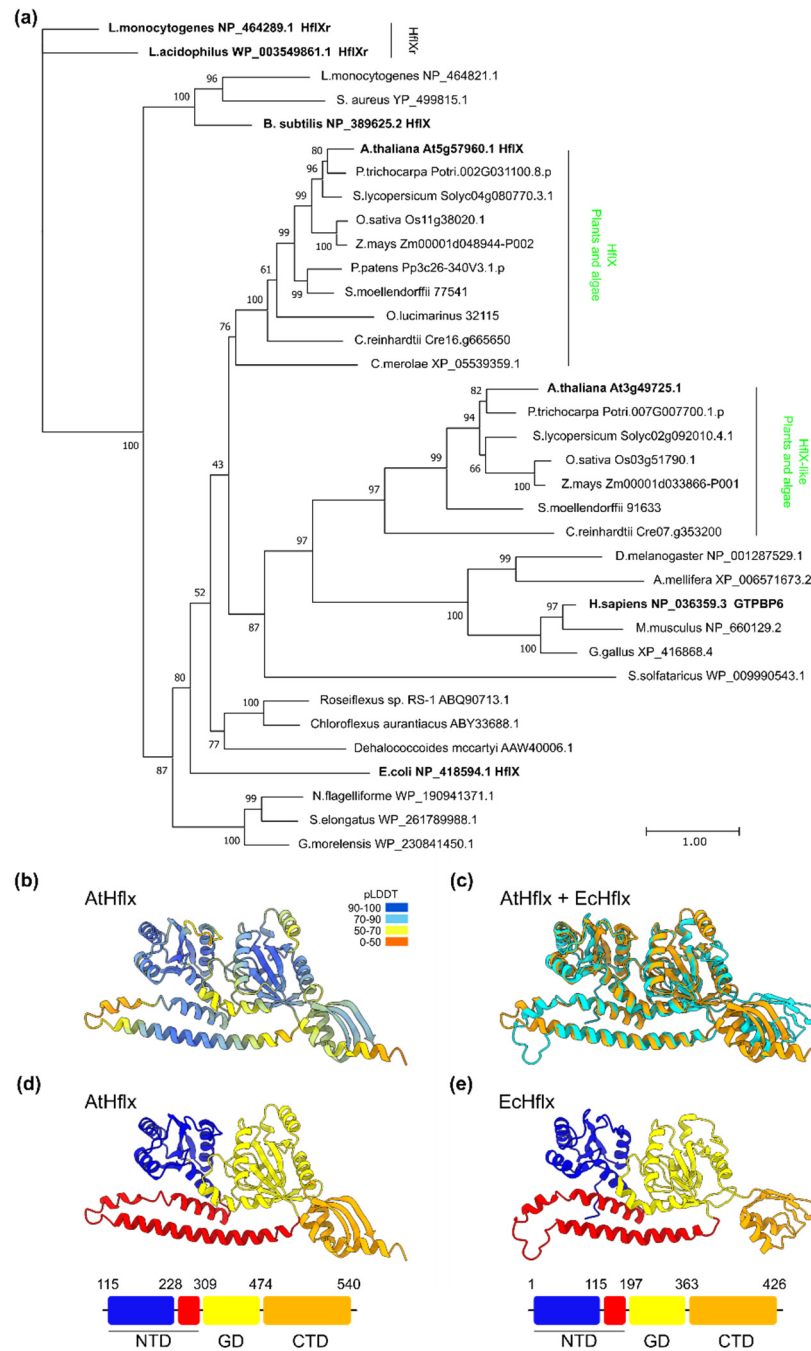 (a)
L.monocytogenes NP_464289.1 HflXr
L.acidophilus WP_003549861.1 HflXr
HflXr
L.monocytogenes NP_464821.1
96
S. aureus YP_499815.1
100
B. subtilis NP_389625.2 HflX
A.thaliana At5g57960.1 HflX
80
P.trichocarpa Potri.002G031100.8.p
96
S.lycopersicum Solyc04g080770.3.1
99
O.sativa Os11g38020.1
99
Z.mays Zm00001d048944-P002
100
P.patens Pp3c26-340V3.1.p
61
S.moellendorffii 77541
99
O.lucimarinus 32115
100
C.reinhardtii Cre16.g665650
76
C.merolae XP_05539359.1
HflX
Plants and algae
A.thaliana At3g49725.1
82
P.trichocarpa Potri.007G007700.1.p
94
S.lycopersicum Solyc02g092010.4.1
O.sativa Os03g51790.1
66
99
Z.mays Zm00001d033866-P001
100
S.moellendorffii 91633
97
C.reinhardtii Cre07.g353200
HflX-like
Plants and algae
100
43
97
D.melanogaster NP_001287529.1
99
A.mellifera XP_006571673.2
H.sapiens NP_036359.3 GTPBP6
97
100
M.musculus NP_660129.2
52
87
G.gallus XP_416868.4
100
S.solfataricus WP_009990543.1
80
Roseiflexus sp. RS-1 ABQ90713.1
100
Chloroflexus aurantiacus ABY33688.1
Dehalococcoides mccartyi AAW40006.1
77
E.coli NP_418594.1 HflX
87
N.flagelliforme WP_190941371.1
99
S.elongatus WP_261789988.1
G.morelensis WP_230841450.1
100
1.00
(b)
AtHflx
pLDDT
90-100
70-90
50-70
0-50
(c)
AtHflx + EcHflx
(d)
AtHflx
115 228 309 474 540
NTD GD CTD
(e)
EcHflx
1 115 197 363 426
NTD GD CTD